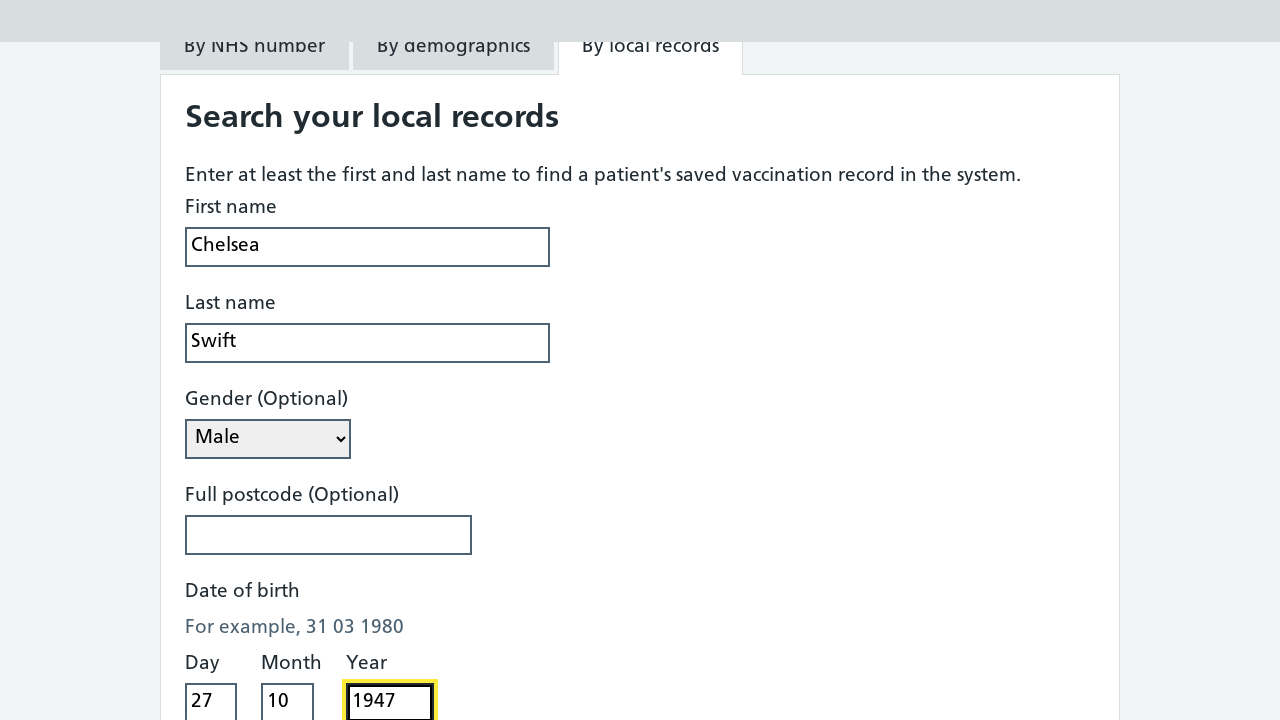 By NHS number By demographics By local records
Search your local records
Enter at least the first and last name to find a patient's saved vaccination record in the system.
First name
Chelsea
Last name
Swift
Gender (Optional)
Male
Full postcode (Optional)
Date of birth
For example, 31 03 1980
Day Month Year
27 10 1947